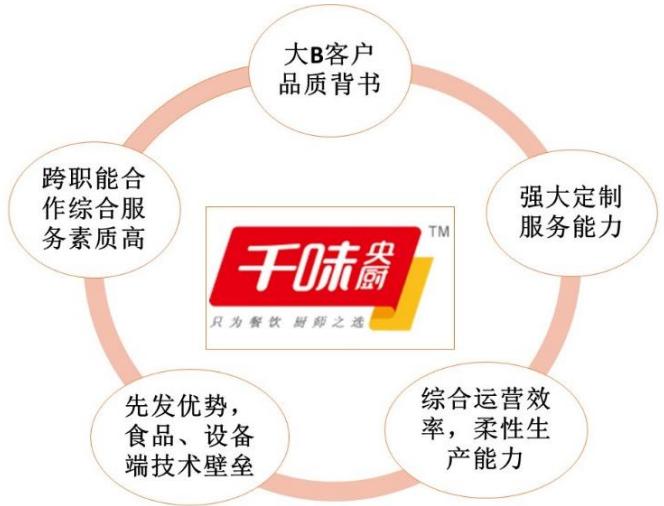 大B客户
品质背书
强大定制
服务能力
综合运营效
率，柔性生
产能力
先发优势，
食品、设备
端技术壁垒
跨职能合
作综合服
务素质高
千味央厨
TM
只为餐饮 厨师之选